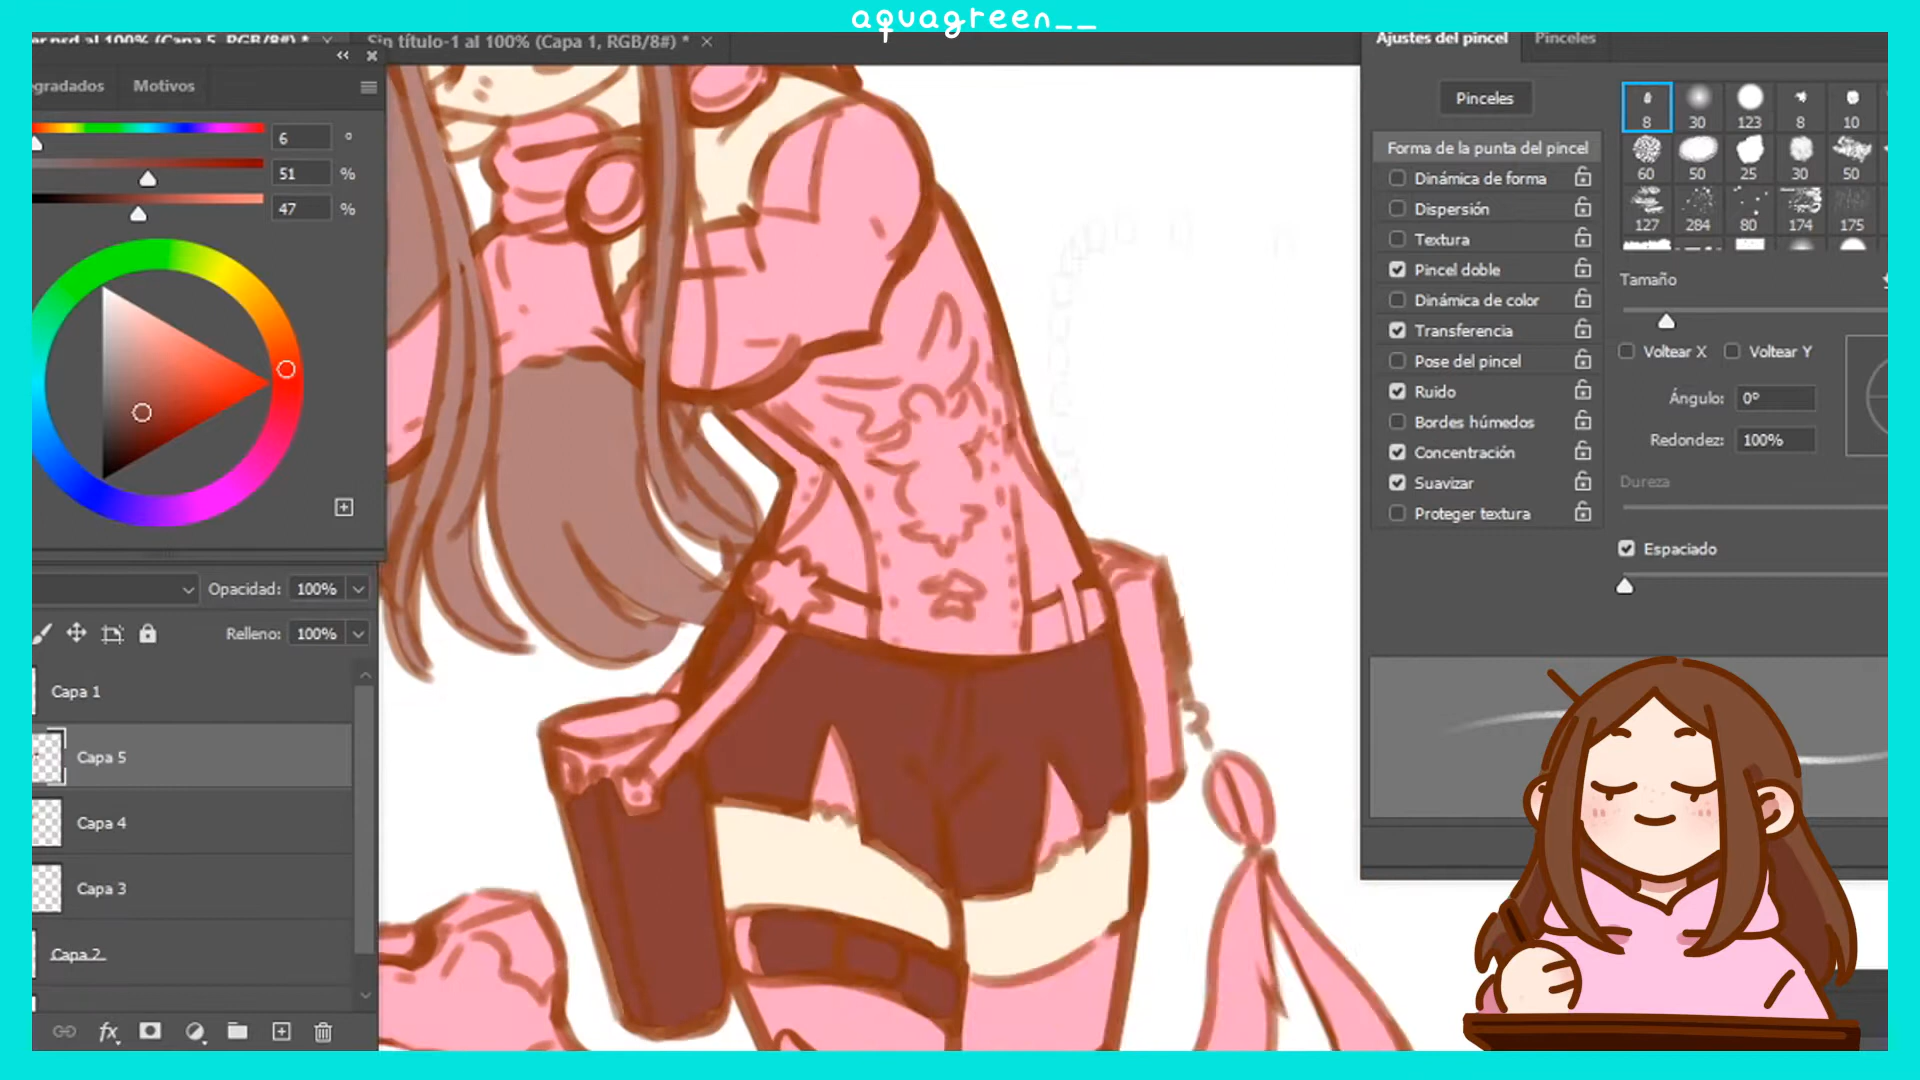 aquagreen__
er.psd al 100% (Capa 5, RGB/8#) *
Sin título-1 al 100% (Capa 1, RGB/8#) *
Ajustes del pincel
Pinceles
gradados
Motivos
6 °
51 %
47 %
Opacidad: 100%
Relleno: 100%
Capa 1
Capa 5
Capa 4
Capa 3
Capa 2
fx
Pinceles
Forma de la punta del pincel
Dinámica de forma
Dispersión
Textura
Pincel doble
Dinámica de color
Transferencia
Pose del pincel
Ruido
Bordes húmedos
Concentración
Suavizar
Proteger textura
8 30 123 8 10
60 50 25 30 50
127 284 80 174 175
Tamaño
Voltear X Voltear Y
Ángulo: 0º
Redondez: 100%
Dureza
Espaciado